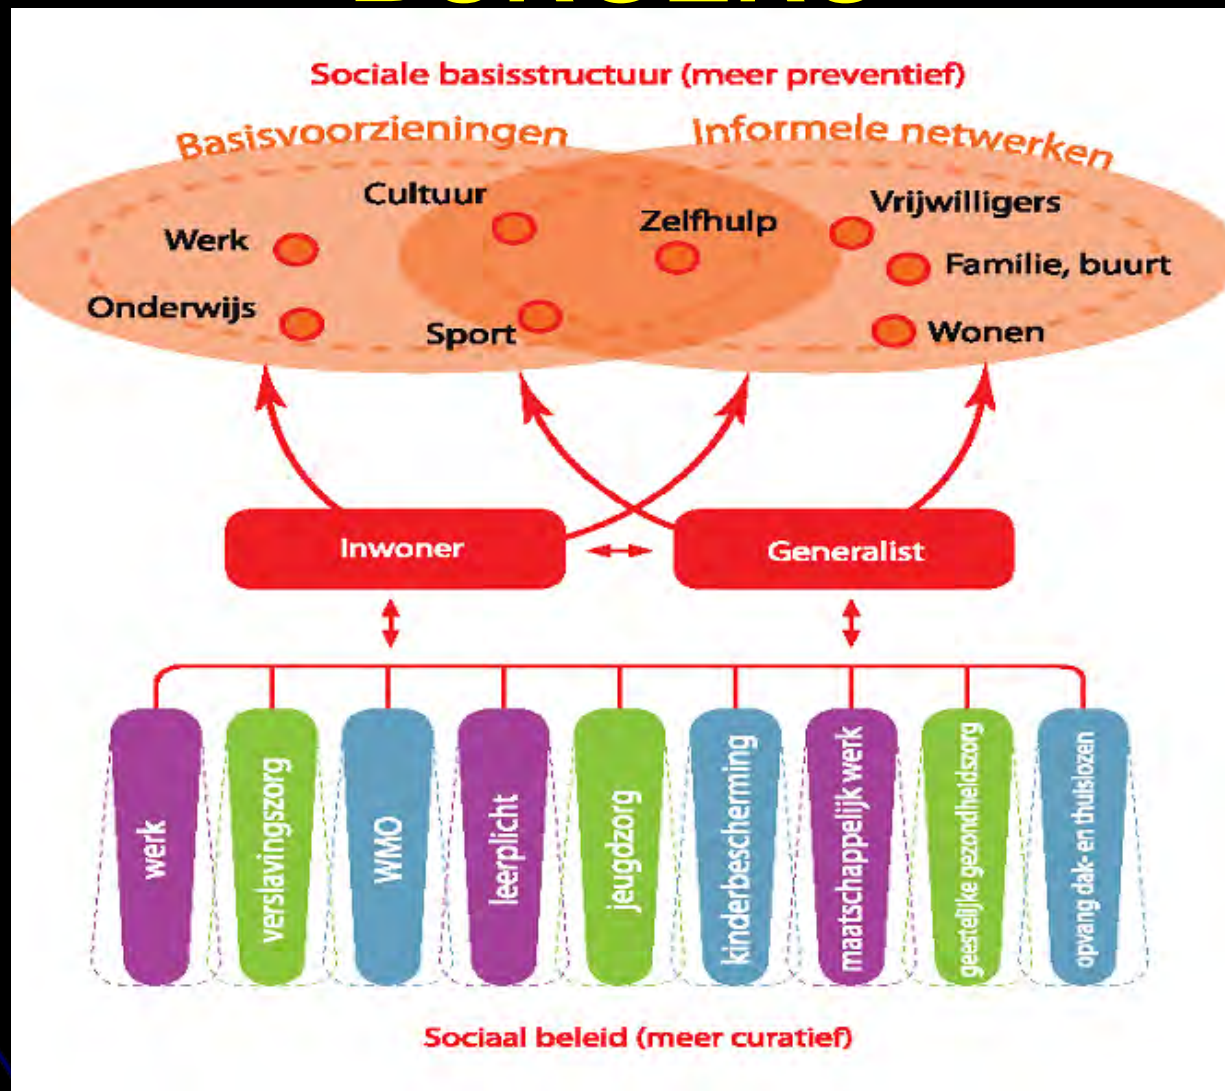 Sociale basisstructuur (meer preventief)
Basisvoorzieningen
Informele netwerken
Cultuur
Vrijwilligers
Zelfhulp
Werk
Familie, buurt
Onderwijs
Sport
Wonen
Inwoner
Generalist
werk
verslavingszorg
WMO
leerplicht
jeugdzorg
kinderbescherming
maatschappelijk werk
geestelijke gezondheidszorg
opvang dak- en thuislozen
Sociaal beleid (meer curatief)